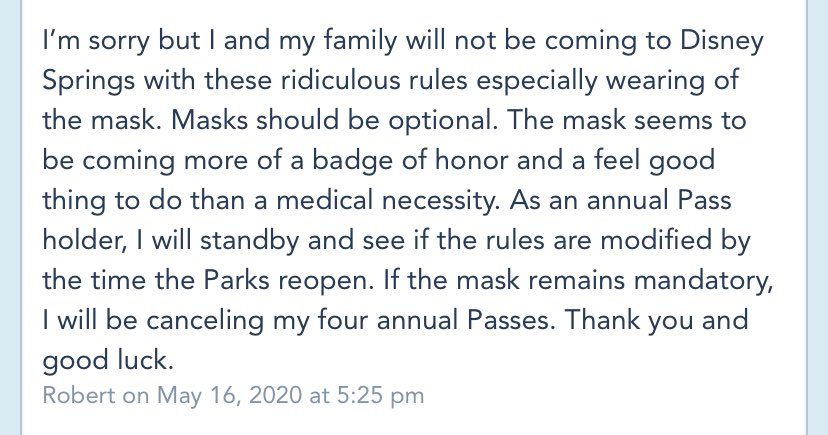 I’m sorry but I and my family will not be coming to Disney
Springs with these ridiculous rules especially wearing of
the mask. Masks should be optional. The mask seems to
be coming more of a badge of honor and a feel good
thing to do than a medical necessity. As an annual Pass
holder, I will standby and see if the rules are modified by
the time the Parks reopen. If the mask remains mandatory,
I will be canceling my four annual Passes. Thank you and
good luck.
Robert on May 16, 2020 at 5:25 pm